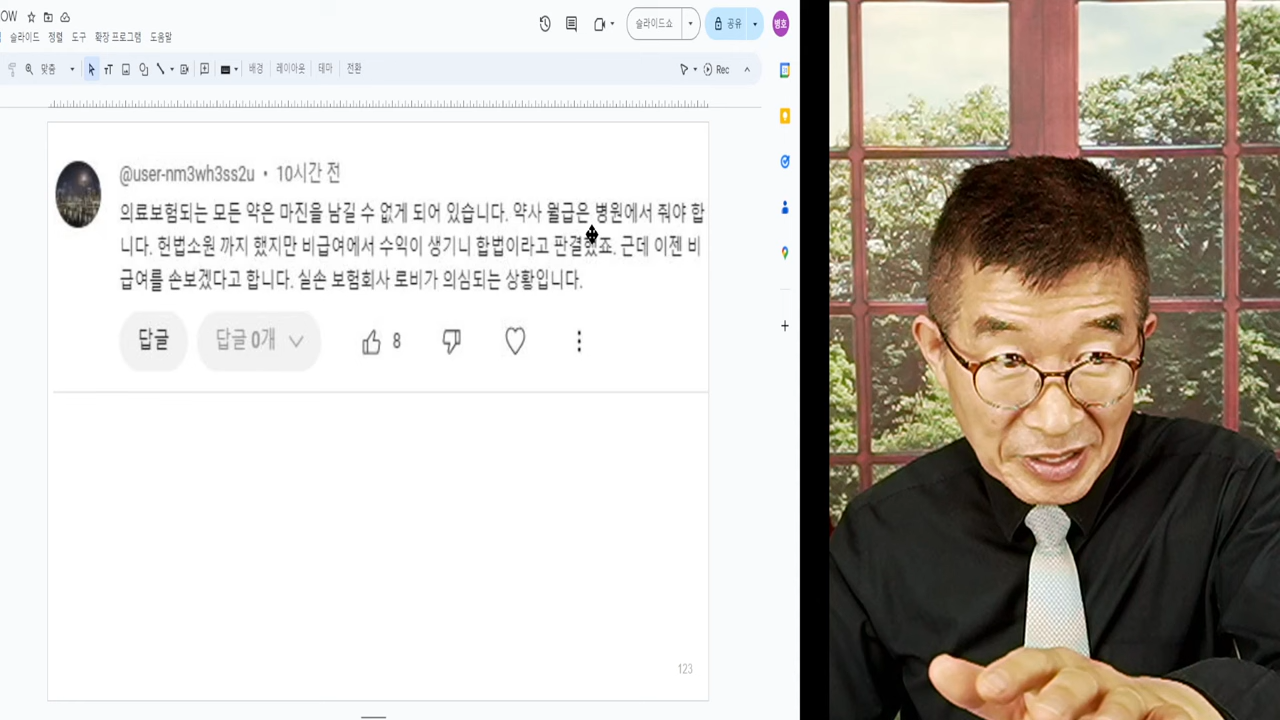 OW
슬라이드 정렬 도구 확장 프로그램 도움말
슬라이드쇼
공유
병호
맞춤
배경 레이아웃 테마 전환
Rec
@user-nm3wh3ss2u • 10시간 전
의료보험되는 모든 약은 마진을 남길 수 없게 되어 있습니다. 약사 월급은 병원에서 줘야 합
니다. 헌법소원 까지 했지만 비급여에서 수익이 생기니 합법이라고 판결했죠. 근데 이젠 비
급여를 손보겠다고 합니다. 실손 보험회사 로비가 의심되는 상황입니다.
답글 답글 0개 8
123